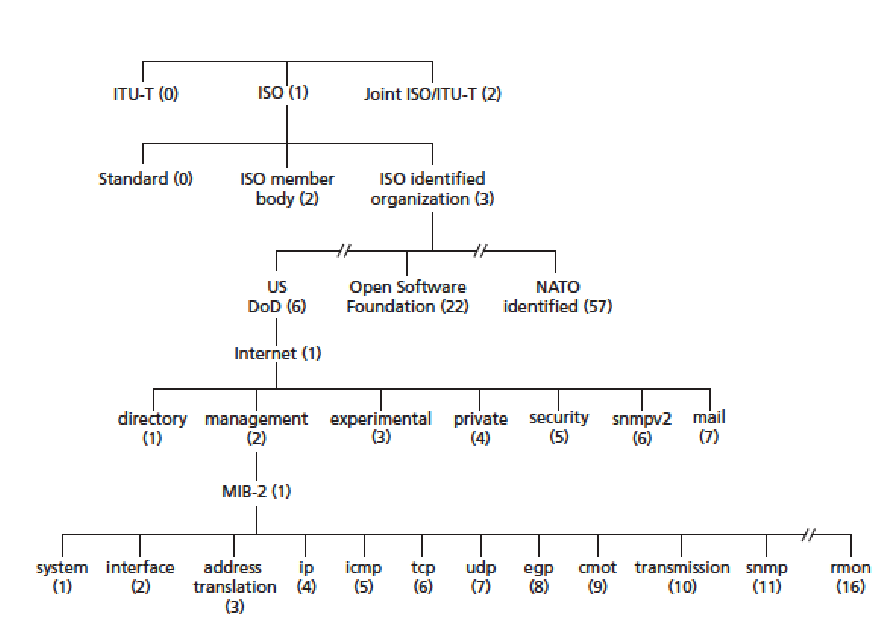 ITU-T (0) ISO (1) Joint ISO/ITU-T (2)
Standard (0) ISO member body (2) ISO identified organization (3)
US DoD (6) Open Software Foundation (22) NATO identified (57)
Internet (1)
directory (1) management (2) experimental (3) private (4) security (5) snmpv2 (6) mail (7)
MIB-2 (1)
system (1) interface (2) address translation (3) ip (4) icmp (5) tcp (6) udp (7) egp (8) cmot (9) transmission (10) snmp (11) rmon (16)